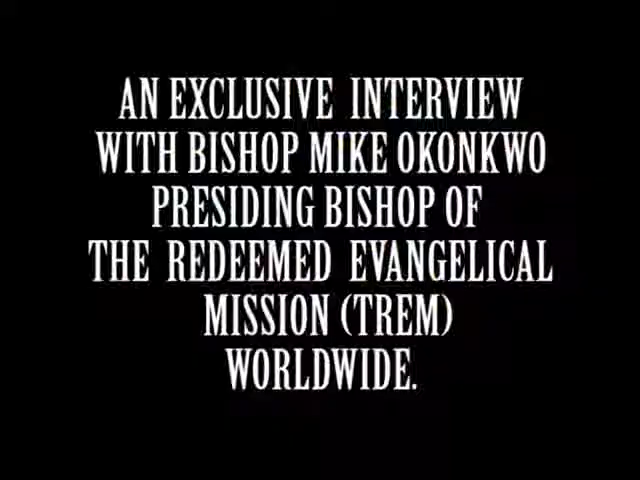 AN EXCLUSIVE INTERVIEW
WITH BISHOP MIKE OKONKWO
PRESIDING BISHOP OF
THE REDEEMED EVANGELICAL
MISSION (TREM)
WORLDWIDE.